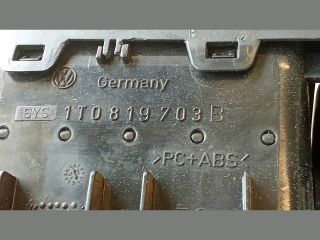 Germany
SYS 1T0 819 703 B
>PC+ABS<